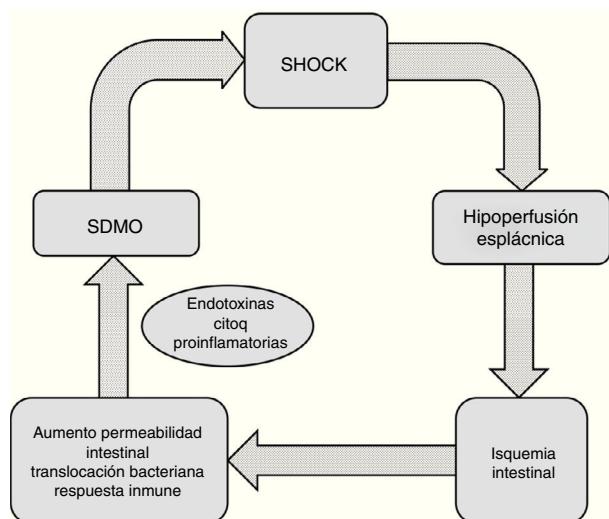 SHOCK
Hipoperfusión
esplácnica
Isquemia
intestinal
Aumento permeabilidad
intestinal
translocación bacteriana
respuesta inmune
Endotoxinas
citoq
proinflamatorias
SDMO